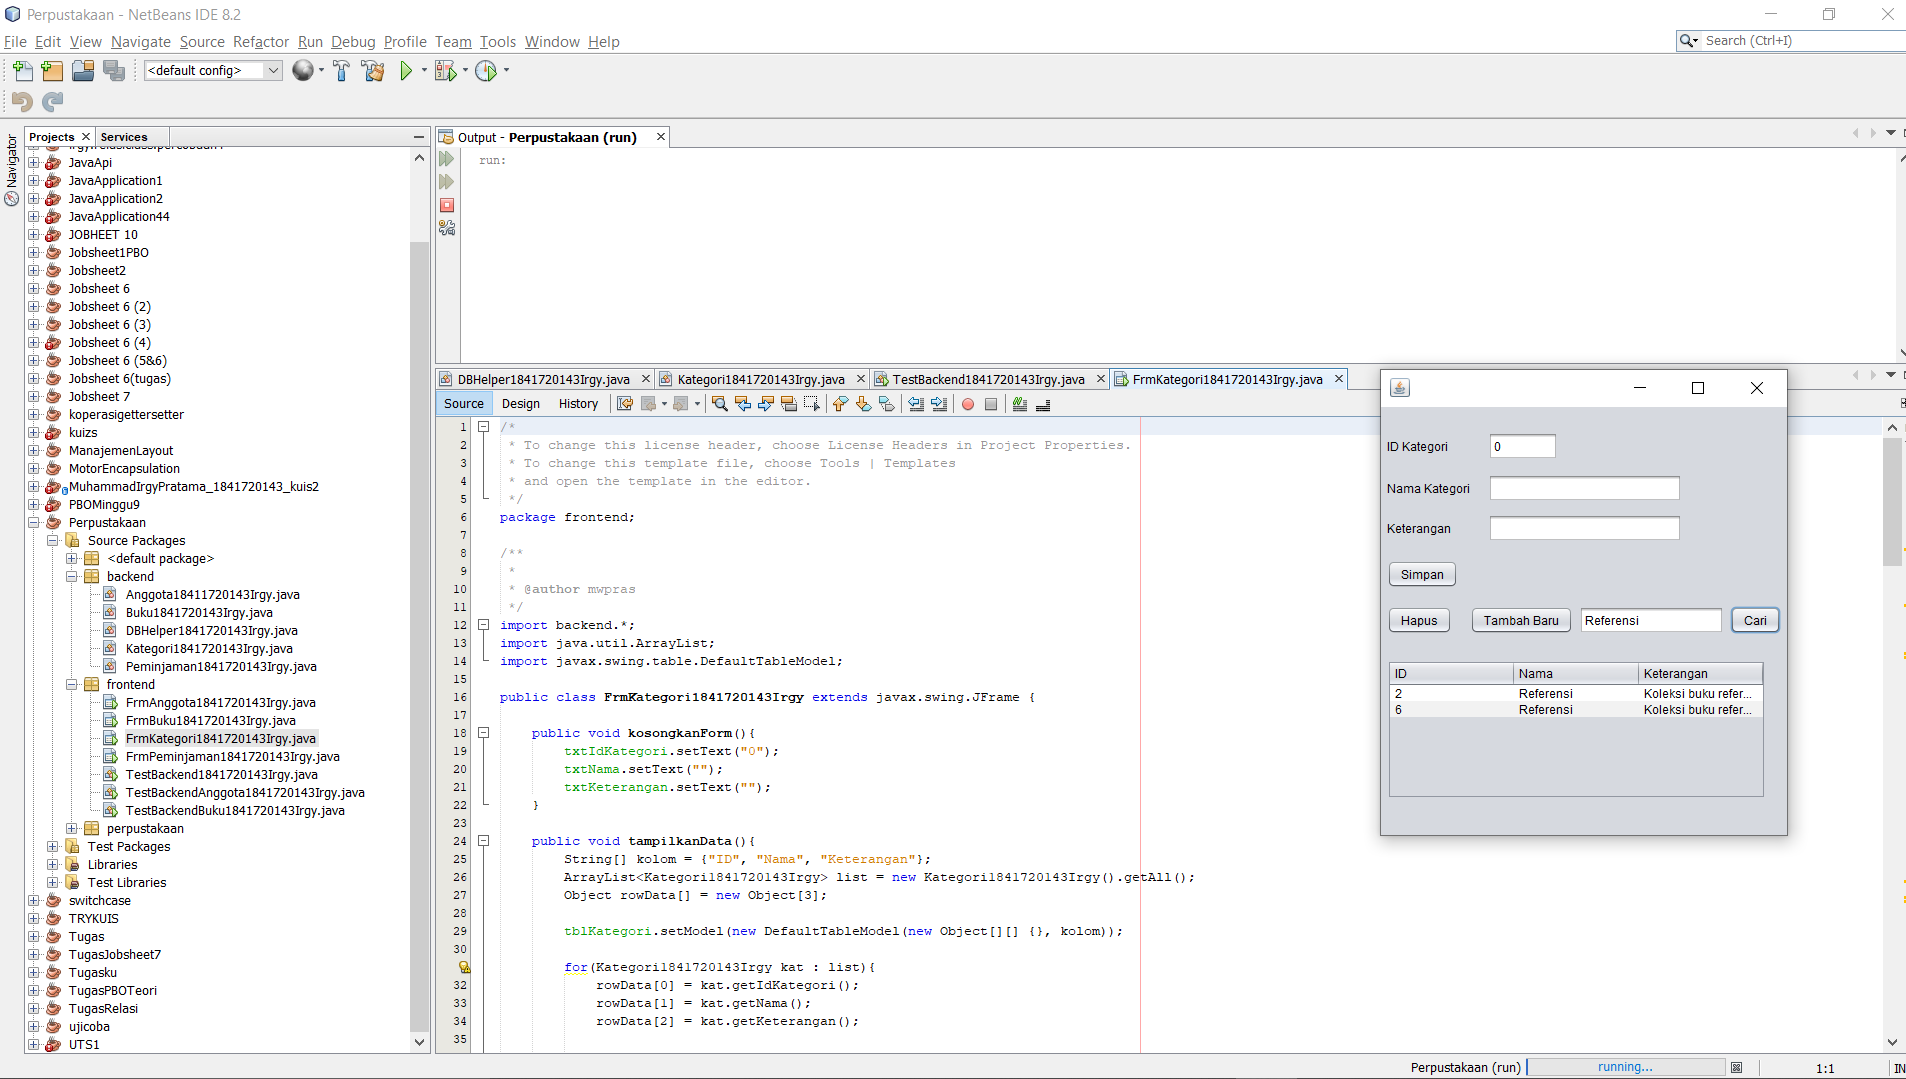 Perpustakaan - NetBeans IDE 8.2
File Edit View Navigate Source Refactor Run Debug Profile Team Tools Window Help
Search (Ctrl+I)
<default config>
Navigator
Projects
Services
JavaApi
JavaApplication1
JavaApplication2
JavaApplication44
JOBHEET 10
Jobsheet1PBO
Jobsheet2
Jobsheet 6
Jobsheet 6 (2)
Jobsheet 6 (3)
Jobsheet 6 (4)
Jobsheet 6 (5&6)
Jobsheet 6(tugas)
Jobsheet 7
koperasigettersetter
kuizs
ManajemenLayout
MotorEncapsulation
MuhammadIrgyPratama_1841720143_kuis2
PBOMinggu9
Perpustakaan
Source Packages
<default package>
backend
Anggota18411720143Irgy.java
Buku1841720143Irgy.java
DBHelper1841720143Irgy.java
Kategori1841720143Irgy.java
Peminjaman1841720143Irgy.java
frontend
FrmAnggota1841720143Irgy.java
FrmBuku1841720143Irgy.java
FrmKategori1841720143Irgy.java
FrmPeminjaman1841720143Irgy.java
TestBackend1841720143Irgy.java
TestBackendAnggota1841720143Irgy.java
TestBackendBuku1841720143Irgy.java
perpustakaan
Test Packages
Libraries
Test Libraries
switchcase
TRYKUIS
Tugas
TugasJobsheet7
Tugasku
TugasPBOTeori
TugasRelasi
ujicoba
UTS1
Output - Perpustakaan (run)
run:
DBHelper1841720143Irgy.java
Kategori1841720143Irgy.java
TestBackend1841720143Irgy.java
FrmKategori1841720143Irgy.java
Source Design History
1 /*
2 * To change this license header, choose License Headers in Project Properties.
3 * To change this template file, choose Tools | Templates
4 * and open the template in the editor.
5 */
6 package frontend;
7
8 /**
9 *
10 * @author mwpras
11 */
12 import backend.*;
13 import java.util.ArrayList;
14 import javax.swing.table.DefaultTableModel;
15
16 public class FrmKategori1841720143Irgy extends javax.swing.JFrame {
17
18 public void kosongkanForm(){
19 txtIdKategori.setText("0");
20 txtNama.setText("");
21 txtKeterangan.setText("");
22 }
23
24 public void tampilkanData(){
25 String[] kolom = {"ID", "Nama", "Keterangan"};
26 ArrayList<Kategori1841720143Irgy> list = new Kategori1841720143Irgy().getAll();
27 Object rowData[] = new Object[3];
28
29 tblKategori.setModel(new DefaultTableModel(new Object[][] {}, kolom));
30
for(Kategori1841720143Irgy kat : list){
32 rowData[0] = kat.getIdKategori();
33 rowData[1] = kat.getNama();
34 rowData[2] = kat.getKeterangan();
35
ID Kategori 0
Nama Kategori
Keterangan
Simpan
Hapus Tambah Baru Referensi Cari
ID Nama Keterangan
2 Referensi Koleksi buku refer...
6 Referensi Koleksi buku refer...
Perpustakaan (run) running... 1:1 IN